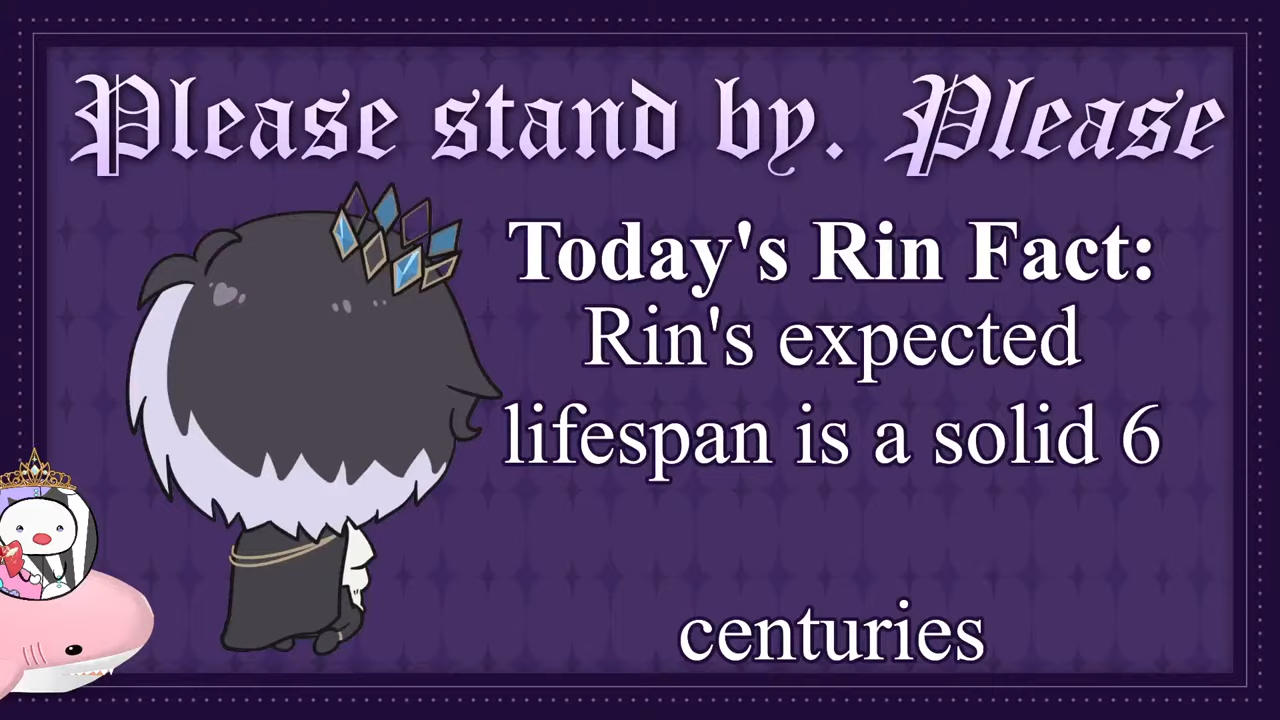 Please stand by. Please
Today's Rin Fact:
Rin's expected
lifespan is a solid 6
centuries